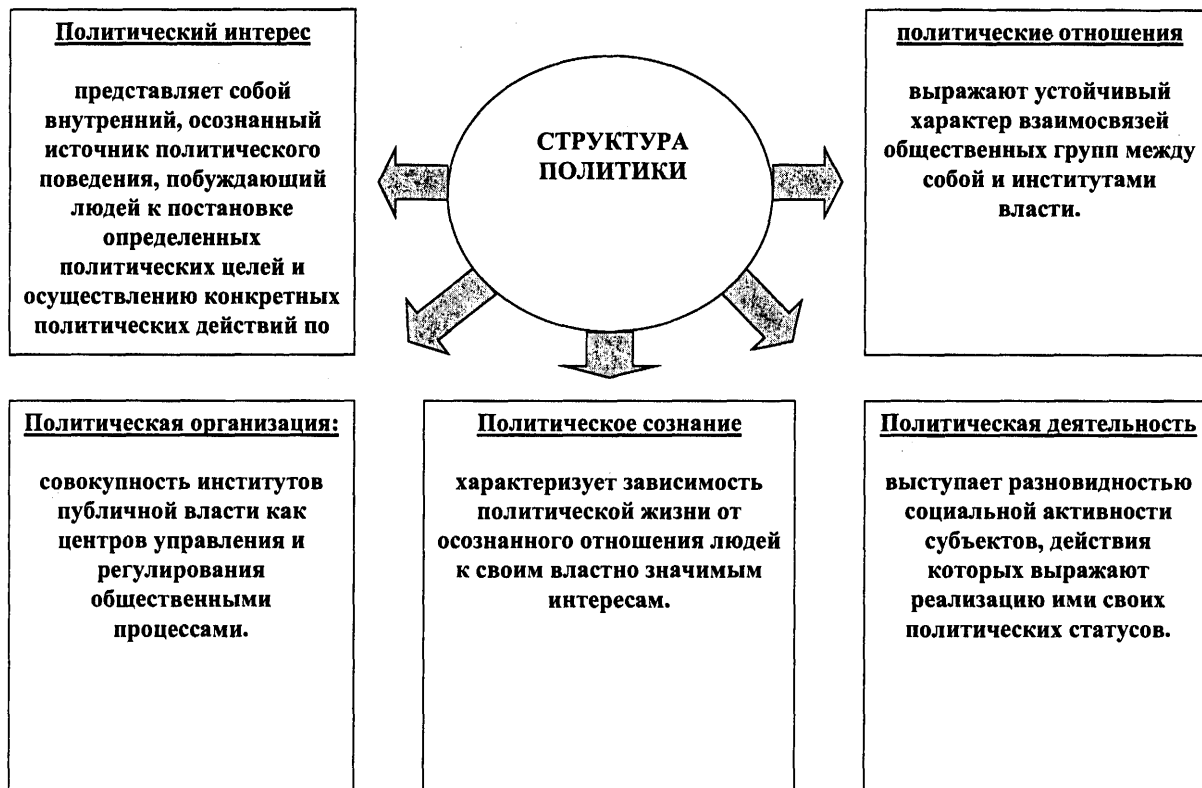 Политический интерес
представляет собой
внутренний, осознанный
источник политического
поведения, побуждающий
людей к постановке
определенных
политических целей и
осуществлению конкретных
политических действий по
СТРУКТУРА
ПОЛИТИКИ
политические отношения
выражают устойчивый
характер взаимосвязей
общественных групп между
собой и институтами
власти.
Политическая организация:
совокупность институтов
публичной власти как
центров управления и
регулирования
общественными
процессами.
Политическое сознание
характеризует зависимость
политической жизни от
осознанного отношения людей
к своим властно значимым
интересам.
Политическая деятельность
выступает разновидностью
социальной активности
субъектов, действия
которых выражают
реализацию ими своих
политических статусов.